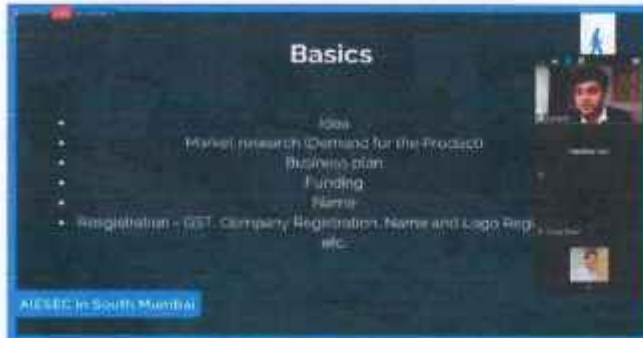 Basics
Idea
Market research (Demand for the Product)
Business plan
Funding
Name
Resgistration - GST, Company Registration, Name and Logo Regi
etc.
AIESEC in South Mumbai